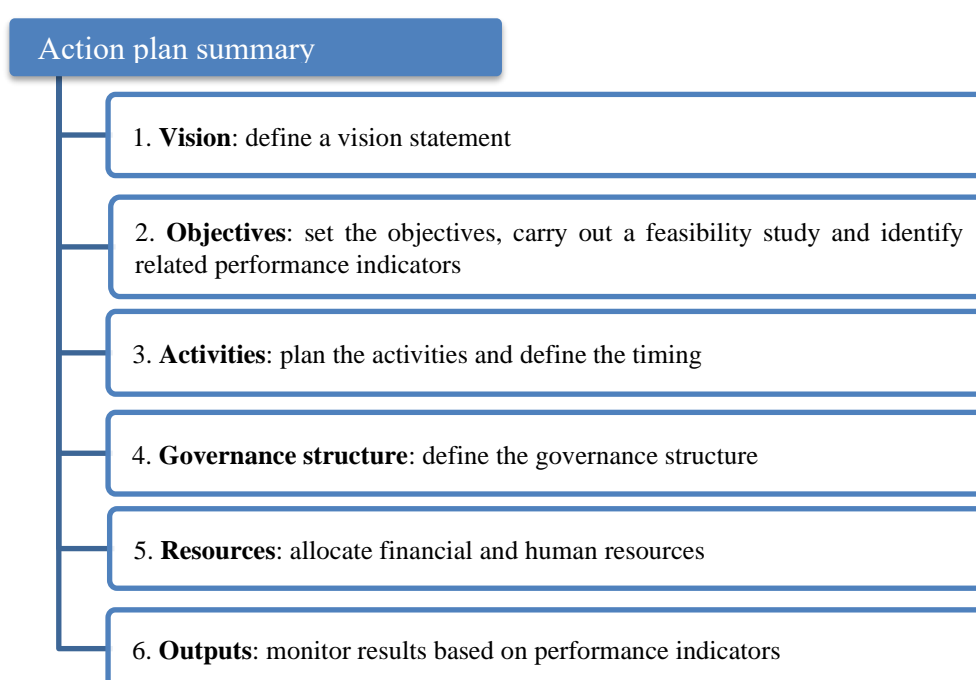 Action plan summary
1. Vision: define a vision statement
2. Objectives: set the objectives, carry out a feasibility study and identify
related performance indicators
3. Activities: plan the activities and define the timing
4. Governance structure: define the governance structure
5. Resources: allocate financial and human resources
6. Outputs: monitor results based on performance indicators